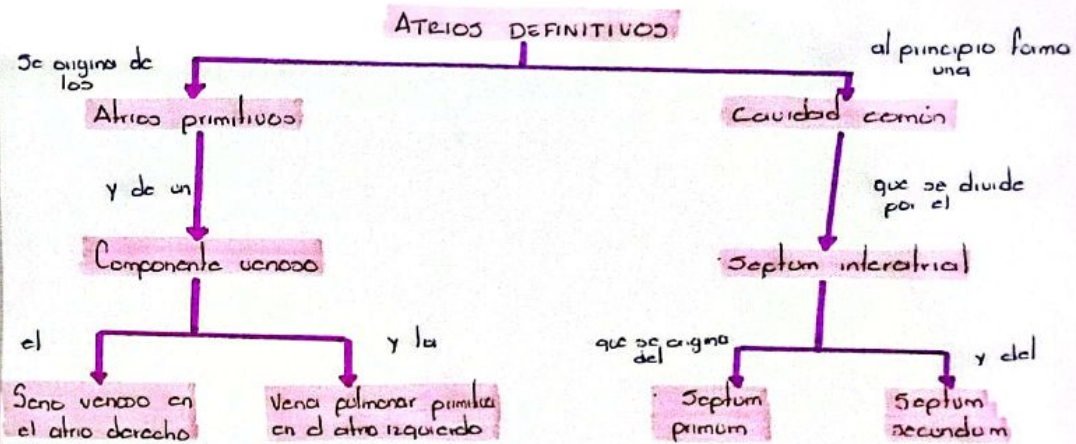 ATRIOS DEFINITIVOS
Se origina de
los
al principio forma
una
Atrios primitivos
Cavidad común
y de un
que se divide
por el
Componente venoso
Septum interatrial
el
y la
que se origina
del
y del
Seno venoso en
el atrio derecho
Vena pulmonar primitiva
en el atrio izquierdo
Septum
primum
Septum
secundum